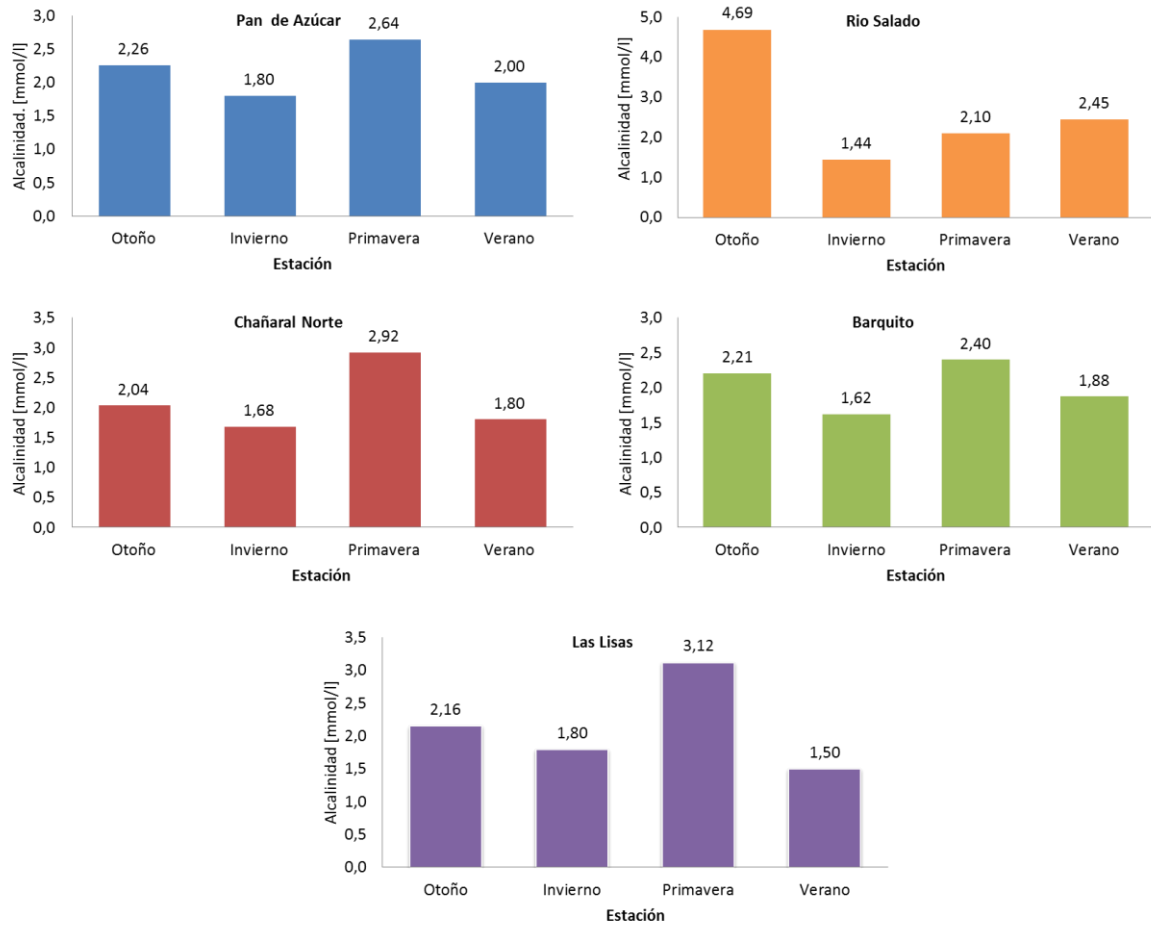 Pan de Azúcar
Alcalinidad. [mmol/l]
3,0
2,5
2,0
1,5
1,0
0,5
0,0
2,26
1,80
2,64
2,00
Otoño Invierno Primavera Verano
Estación
Rio Salado
Alcalinidad [mmol/l]
5,0
4,0
3,0
2,0
1,0
0,0
4,69
1,44
2,10
2,45
Otoño Invierno Primavera Verano
Estación
Chañaral Norte
Alcalinidad [mmol/l]
3,5
3,0
2,5
2,0
1,5
1,0
0,5
0,0
2,04
1,68
2,92
1,80
Otoño Invierno Primavera Verano
Estación
Barquito
Alcalinidad [mmol/l]
3,0
2,5
2,0
1,5
1,0
0,5
0,0
2,21
1,62
2,40
1,88
Otoño Invierno Primavera Verano
Estación
Las Lisas
Alcalinidad [mmol/l]
3,5
3,0
2,5
2,0
1,5
1,0
0,5
0,0
2,16
1,80
3,12
1,50
Otoño Invierno Primavera Verano
Estación